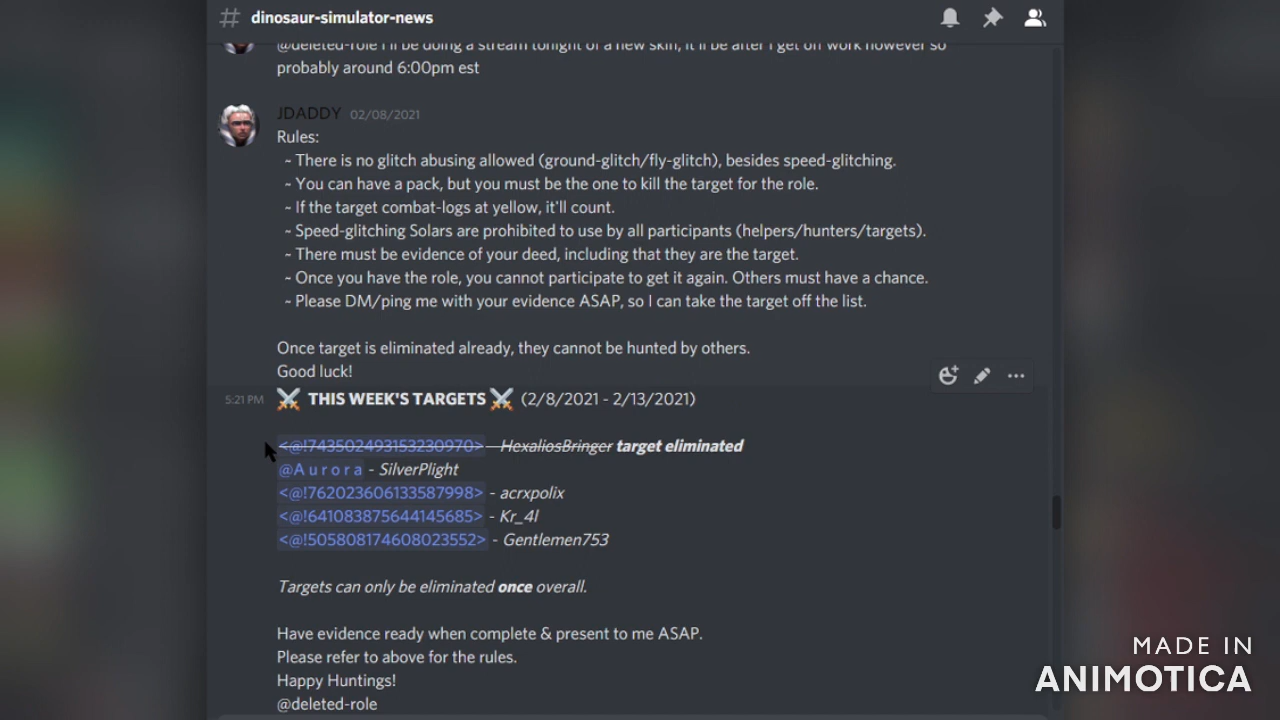 # dinosaur-simulator-news
@deleted-role I'll be doing a stream tonight of a new skin, it'll be after I get off work however so
probably around 6:00pm est
JDADDY 02/08/2021
Rules:
~ There is no glitch abusing allowed (ground-glitch/fly-glitch), besides speed-glitching.
~ You can have a pack, but you must be the one to kill the target for the role.
~ If the target combat-logs at yellow, it'll count.
~ Speed-glitching Solars are prohibited to use by all participants (helpers/hunters/targets).
~ There must be evidence of your deed, including that they are the target.
~ Once you have the role, you cannot participate to get it again. Others must have a chance.
~ Please DM/ping me with your evidence ASAP, so I can take the target off the list.
Once target is eliminated already, they cannot be hunted by others.
Good luck!
5:21 PM ⚔️ THIS WEEK'S TARGETS ⚔️ (2/8/2021 - 2/13/2021)
<@!743502493153230970> - HexaliosBringer target eliminated
@A u r o r a - SilverPlight
<@!762023606133587998> - acrxpolix
<@!641083875644145685> - Kr_4l
<@!505808174608023552> - Gentlemen753
Targets can only be eliminated once overall.
Have evidence ready when complete & present to me ASAP.
Please refer to above for the rules.
Happy Huntings!
@deleted-role
MADE IN
ANIMOTICA